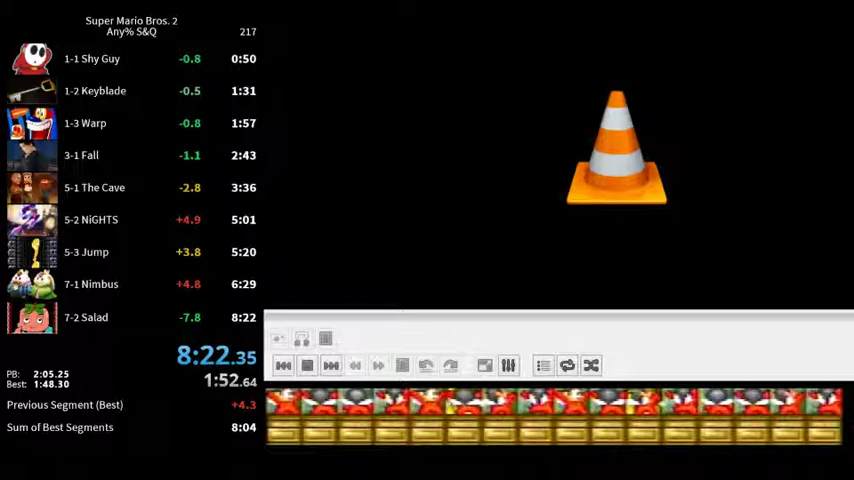 Super Mario Bros. 2
Any% S&Q 217
1-1 Shy Guy -0.8 0:50
1-2 Keyblade -0.5 1:31
1-3 Warp -0.8 1:57
3-1 Fall -1.1 2:43
5-1 The Cave -2.8 3:36
5-2 NiGHTS +4.9 5:01
5-3 Jump +3.8 5:20
7-1 Nimbus +4.8 6:29
7-2 Salad -7.8 8:22
8:22.35
PB: 2:05.25 1:52.64
Best: 1:48.30
Previous Segment (Best) +4.3
Sum of Best Segments 8:04